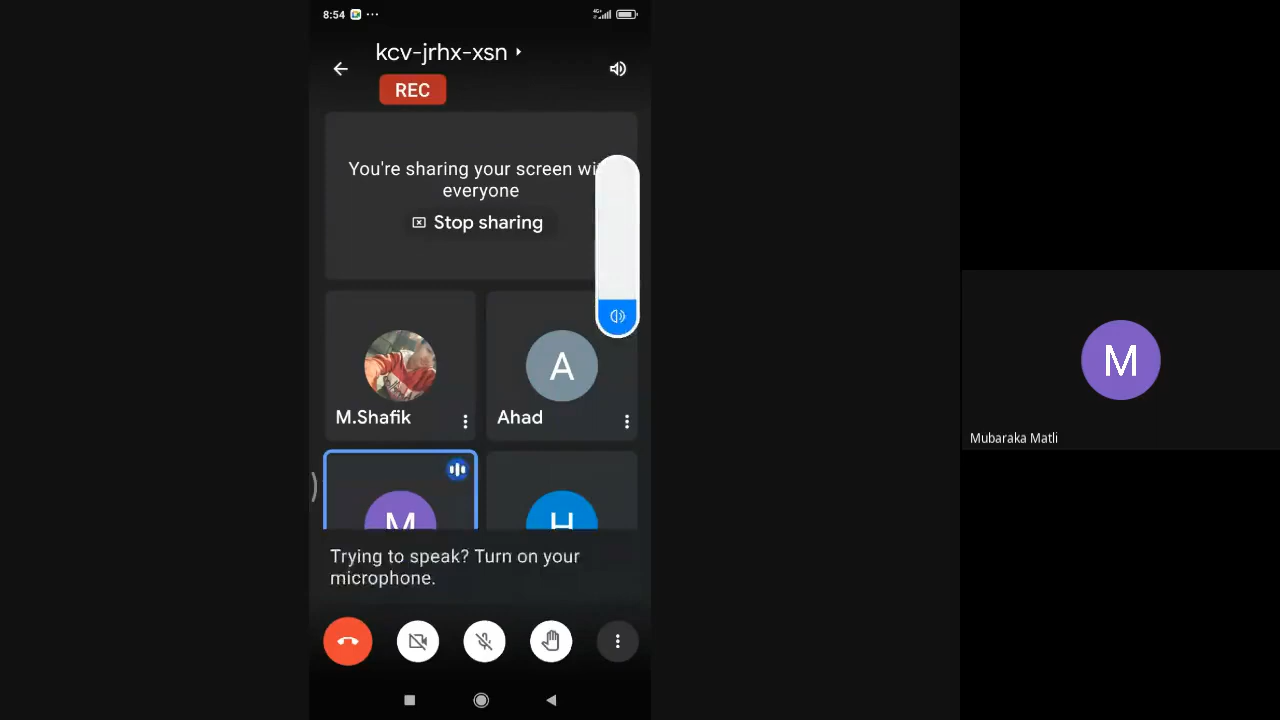 8:54
4G+
kcv-jrhx-xsn
REC
You're sharing your screen wi
everyone
Stop sharing
M.Shafik
A
Ahad
M
H
Trying to speak? Turn on your
microphone.
M
Mubaraka Matli